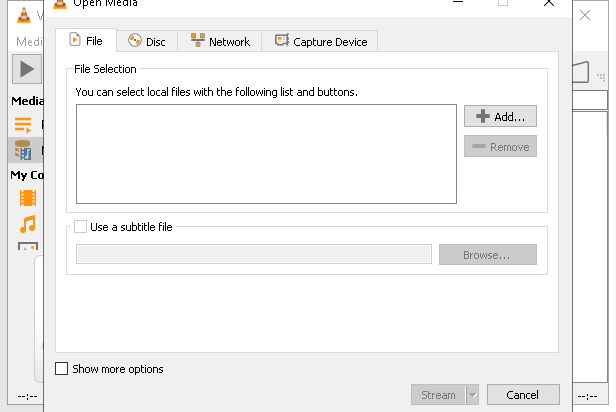 Open Media
V
Medi
File
Disc
Network
Capture Device
File Selection
You can select local files with the following list and buttons.
Add...
Remove
Media
My Co
Use a subtitle file
Browse...
Show more options
Stream
Cancel
--:--
--:--